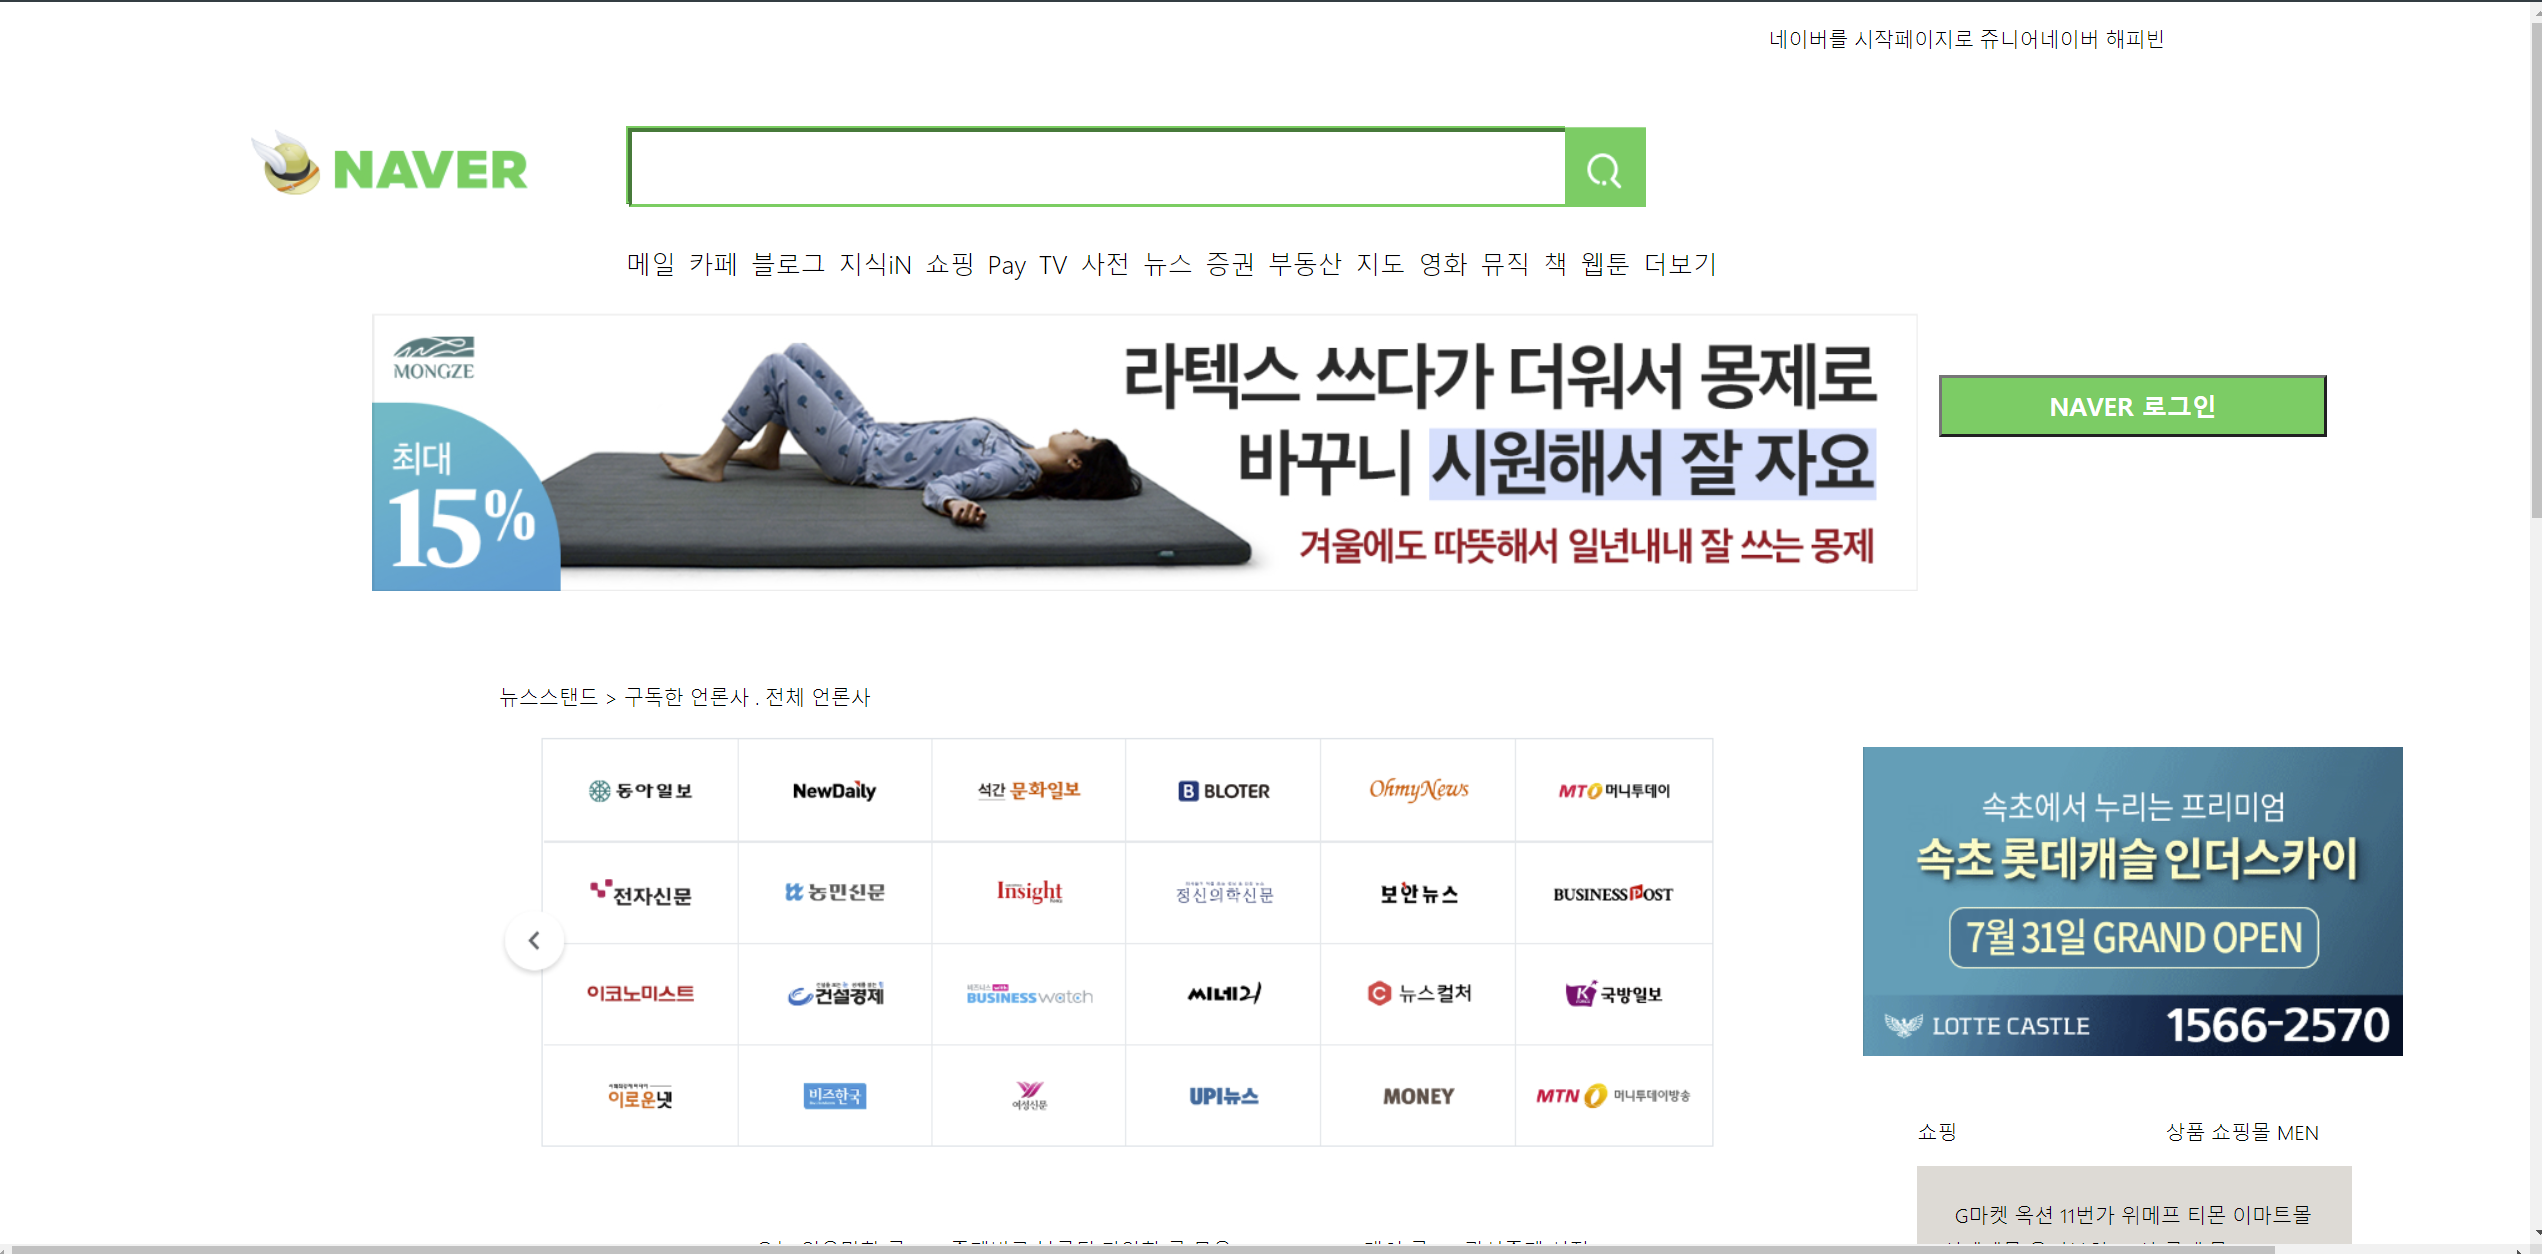 네이버를 시작페이지로 쥬니어네이버 해피빈
NAVER
메일 카페 블로그 지식iN 쇼핑 Pay TV 사전 뉴스 증권 부동산 지도 영화 뮤직 책 웹툰 더보기
MONGZE
최대
15%
라텍스 쓰다가 더워서 몽제로
바꾸니 시원해서 잘 자요
겨울에도 따뜻해서 일년내내 잘 쓰는 몽제
NAVER 로그인
뉴스스탠드 > 구독한 언론사 . 전체 언론사
동아일보 NewDaily 석간 문화일보 BLOTER OhmyNews MTO 머니투데이
전자신문 농민신문 Insight 정신의학신문 보안뉴스 BUSINESSPOST
이코노미스트 건설경제 비즈니스 with BUSINESS watch 씨네21 뉴스컬처 K 국방일보
이로운넷 비즈한국 여성신문 UPI뉴스 MONEY MTN 머니투데이방송
속초에서 누리는 프리미엄
속초 롯데캐슬 인더스카이
7월 31일 GRAND OPEN
LOTTE CASTLE 1566-2570
쇼핑 상품 쇼핑몰 MEN
G마켓 옥션 11번가 위메프 티몬 이마트몰